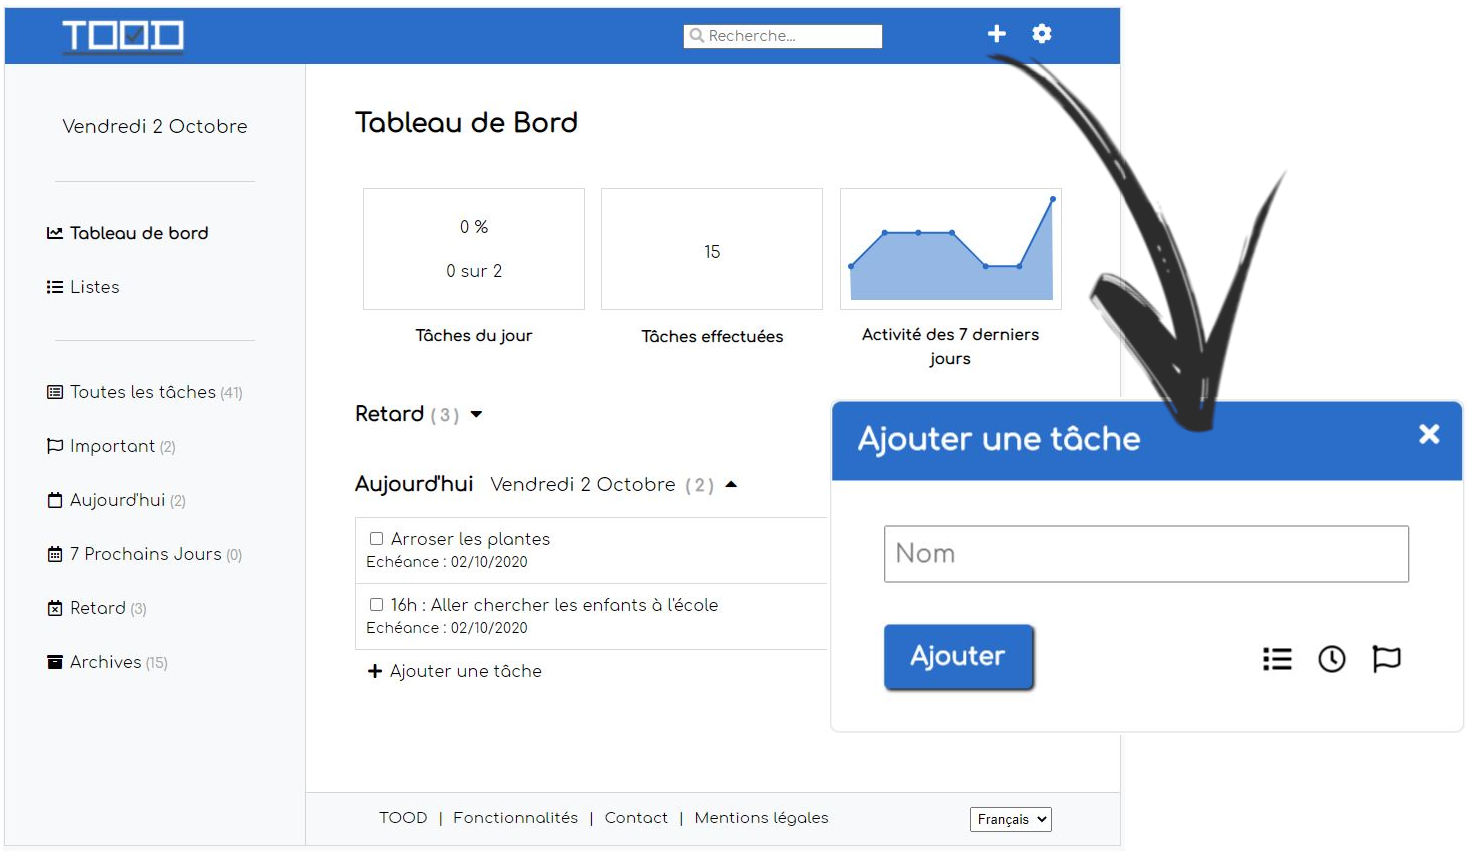 TOOD
Recherche...
Vendredi 2 Octobre
Tableau de bord
Listes
Toutes les tâches (41)
Important (2)
Aujourd'hui (2)
7 Prochains Jours (0)
Retard (3)
Archives (15)
Tableau de Bord
0 %
0 sur 2
Tâches du jour
15
Tâches effectuées
Activité des 7 derniers
jours
Retard (3)
Aujourd'hui Vendredi 2 Octobre (2)
Arroser les plantes
Echéance : 02/10/2020
16h : Aller chercher les enfants à l'école
Echéance : 02/10/2020
Ajouter une tâche
Ajouter une tâche
Nom
Ajouter
TOOD | Fonctionnalités | Contact | Mentions légales
Français